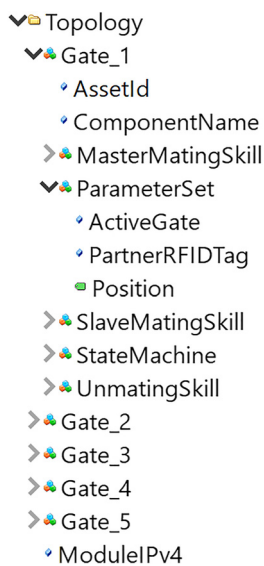 Topology
Gate_1
AssetId
ComponentName
MasterMatingSkill
ParameterSet
ActiveGate
PartnerRFIDTag
Position
SlaveMatingSkill
StateMachine
UnmatingSkill
Gate_2
Gate_3
Gate_4
Gate_5
ModuleIPv4